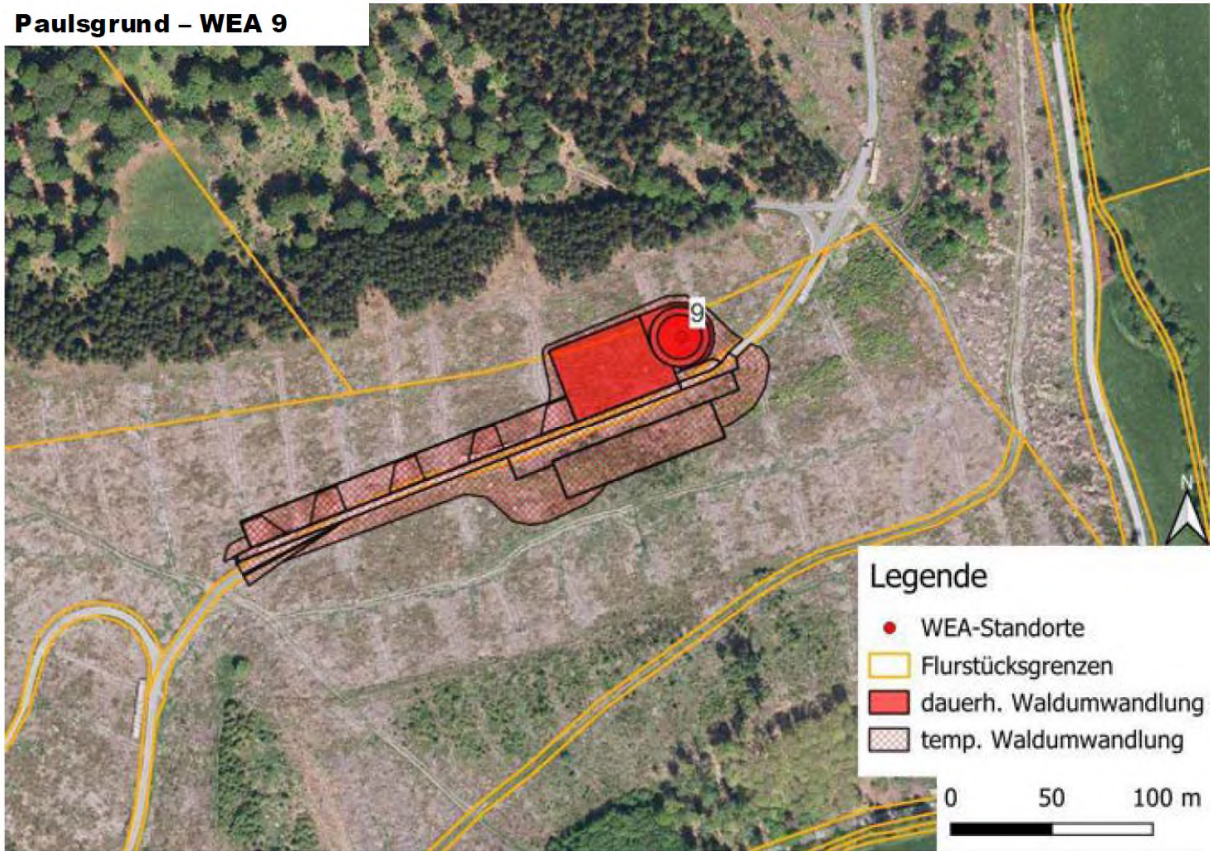 Paulsgrund – WEA 9
9
N
Legende
WEA-Standorte
Flurstücksgrenzen
dauerh. Waldumwandlung
temp. Waldumwandlung
0 50 100 m